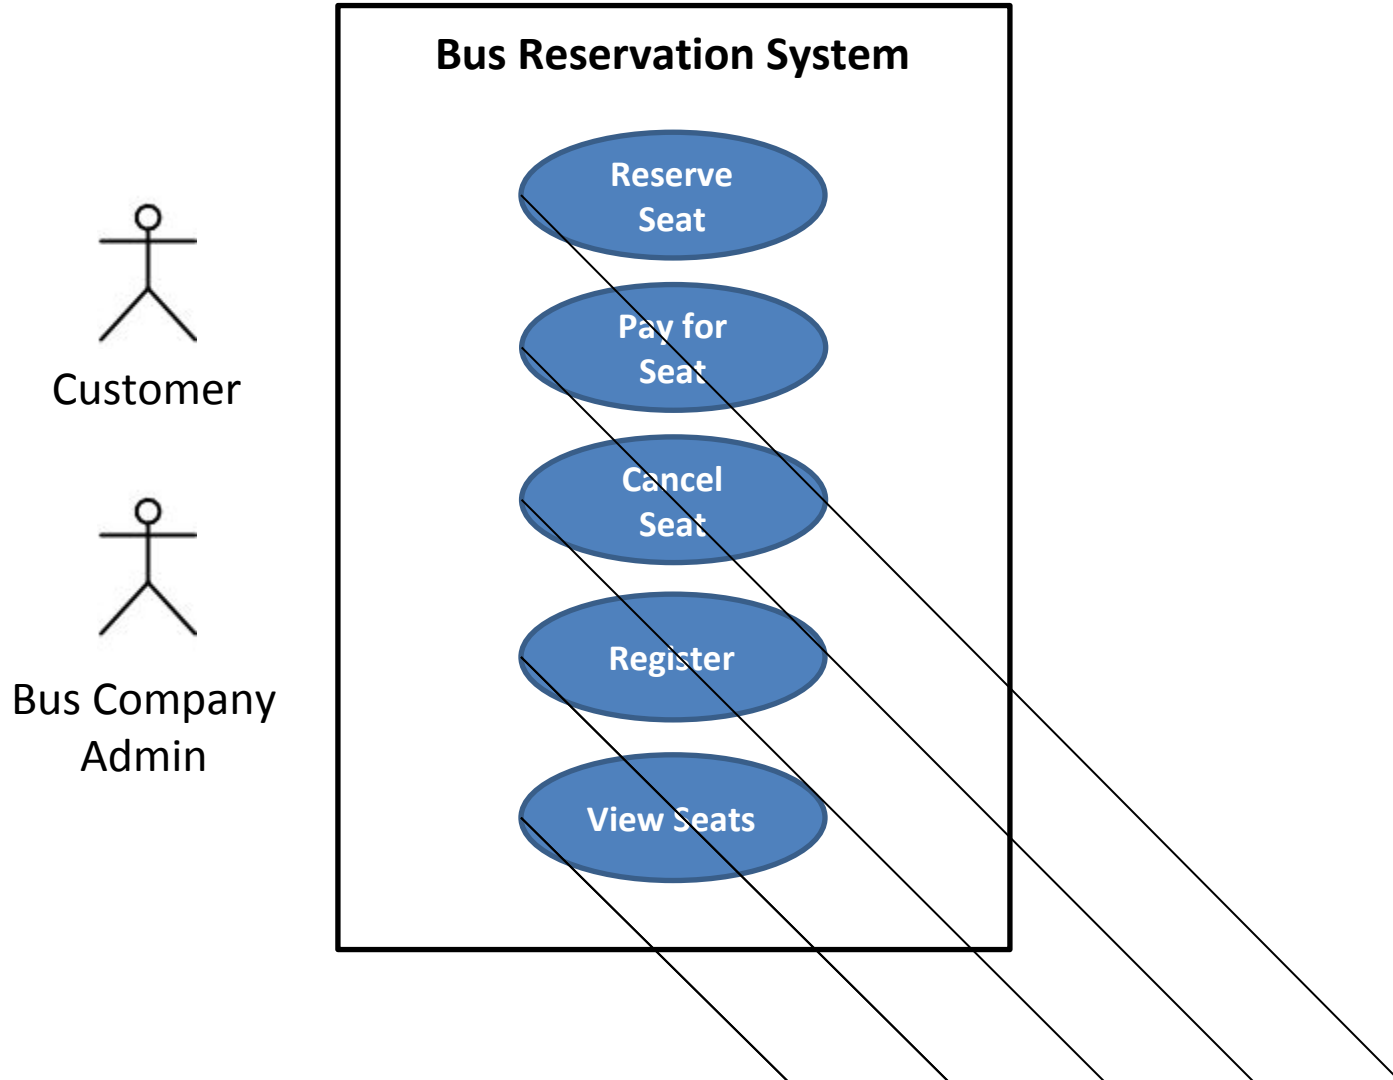 Bus Reservation System
Reserve
Seat
Pay for
Seat
Customer
Cancel
Seat
Register
Bus Company
Admin
View Seats